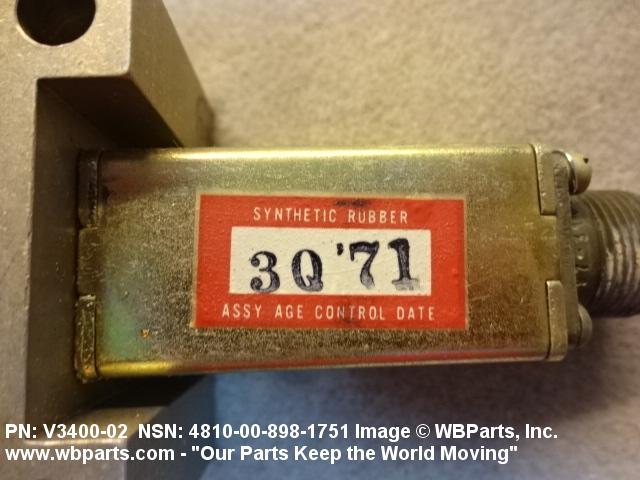 SYNTHETIC RUBBER
3Q '71
ASSY AGE CONTROL DATE
PN: V3400-02 NSN: 4810-00-898-1751 Image © WBParts, Inc.
www.wbparts.com - "Our Parts Keep the World Moving"